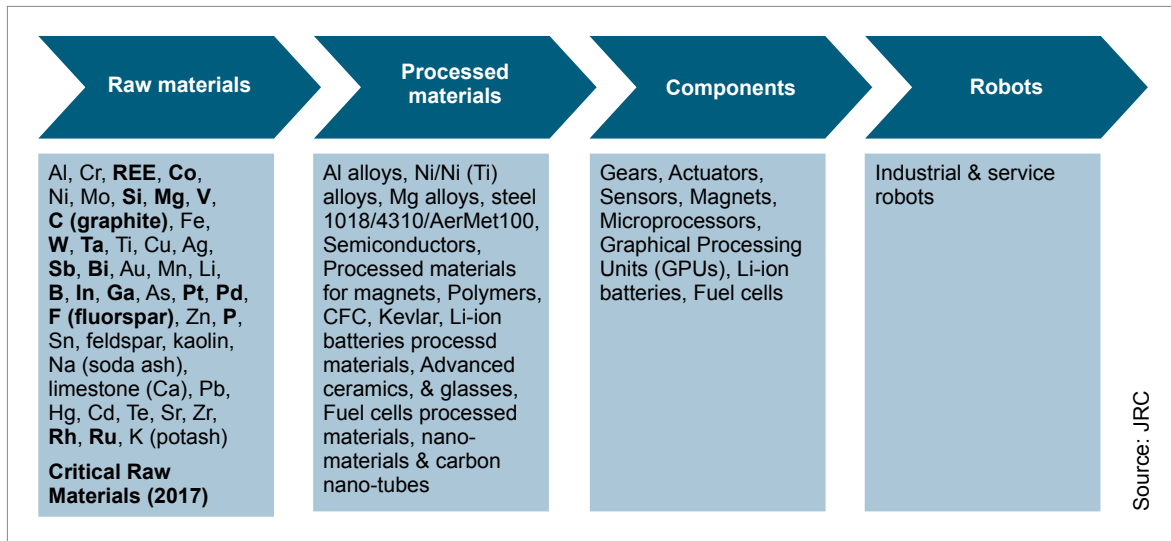 Raw materials
Al, Cr, REE, Co,
Ni, Mo, Si, Mg, V,
C (graphite), Fe,
W, Ta, Ti, Cu, Ag,
Sb, Bi, Au, Mn, Li,
B, In, Ga, As, Pt, Pd,
F (fluorspar), Zn, P,
Sn, feldspar, kaolin,
Na (soda ash),
limestone (Ca), Pb,
Hg, Cd, Te, Sr, Zr,
Rh, Ru, K (potash)
Critical Raw
Materials (2017)
Processed
materials
Al alloys, Ni/Ni (Ti)
alloys, Mg alloys, steel
1018/4310/AerMet100,
Semiconductors,
Processed materials
for magnets, Polymers,
CFC, Kevlar, Li-ion
batteries processd
materials, Advanced
ceramics, & glasses,
Fuel cells processed
materials, nano-
materials & carbon
nano-tubes
Components
Gears, Actuators,
Sensors, Magnets,
Microprocessors,
Graphical Processing
Units (GPUs), Li-ion
batteries, Fuel cells
Robots
Industrial & service
robots
Source: JRC